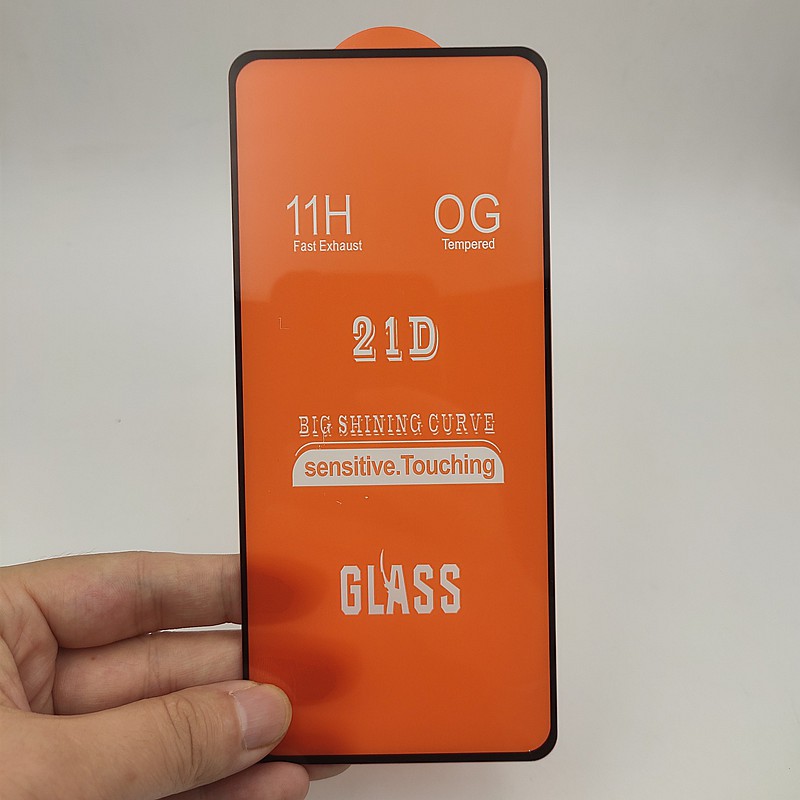 11H
Fast Exhaust
OG
Tempered
21D
BIG SHINING CURVE
sensitive.Touching
GLASS